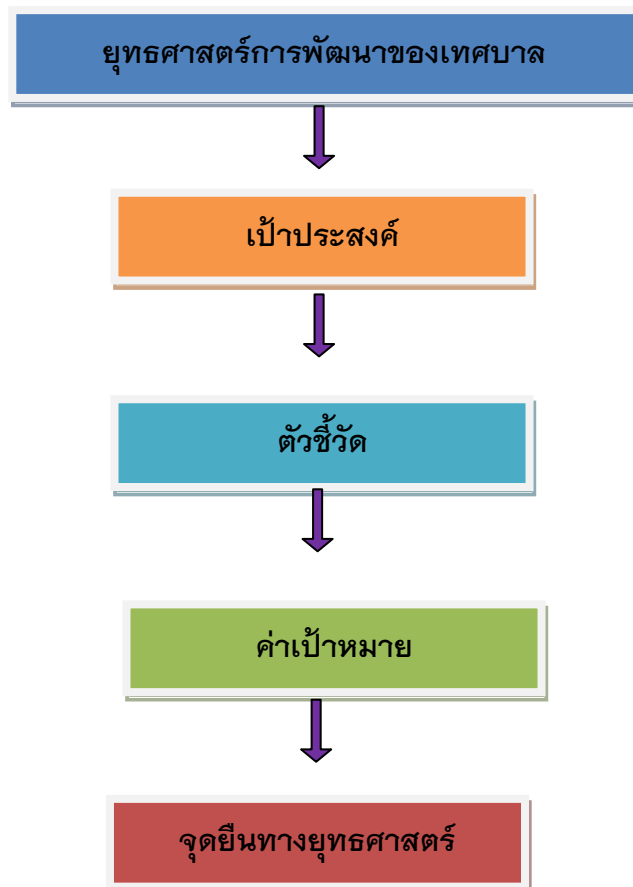 ยุทธศาสตร์การพัฒนาของเทศบาล
เป้าประสงค์
ตัวชี้วัด
ค่าเป้าหมาย
จุดยืนทางยุทธศาสตร์